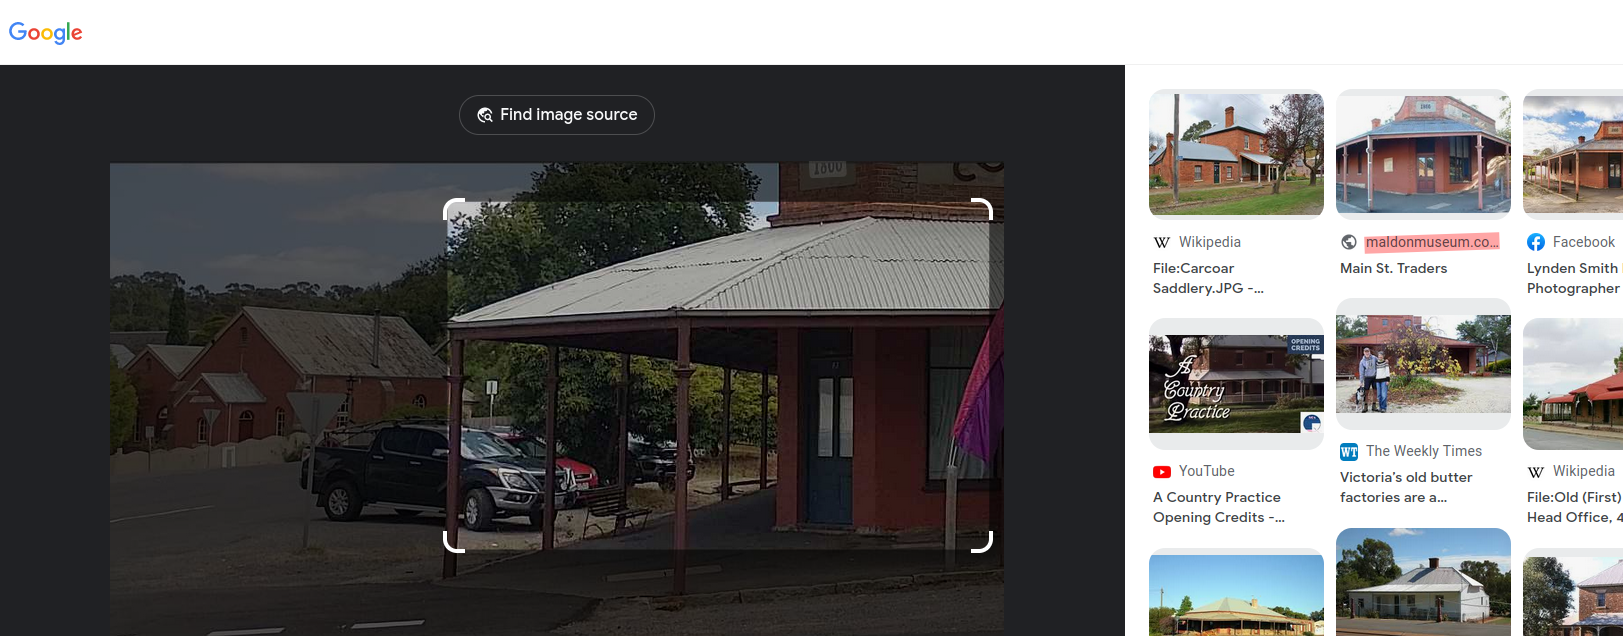 Google
Find image source
1866
Wikipedia
File:Carcoar
Saddlery.JPG -...
maldonmuseum.co...
Main St. Traders
Facebook
Lynden Smith
Photographer
OPENING
CREDITS
A
Country
Practice
YouTube
A Country Practice
Opening Credits -...
The Weekly Times
Victoria's old butter
factories are a...
WT
Wikipedia
File:Old (First)
Head Office, 4